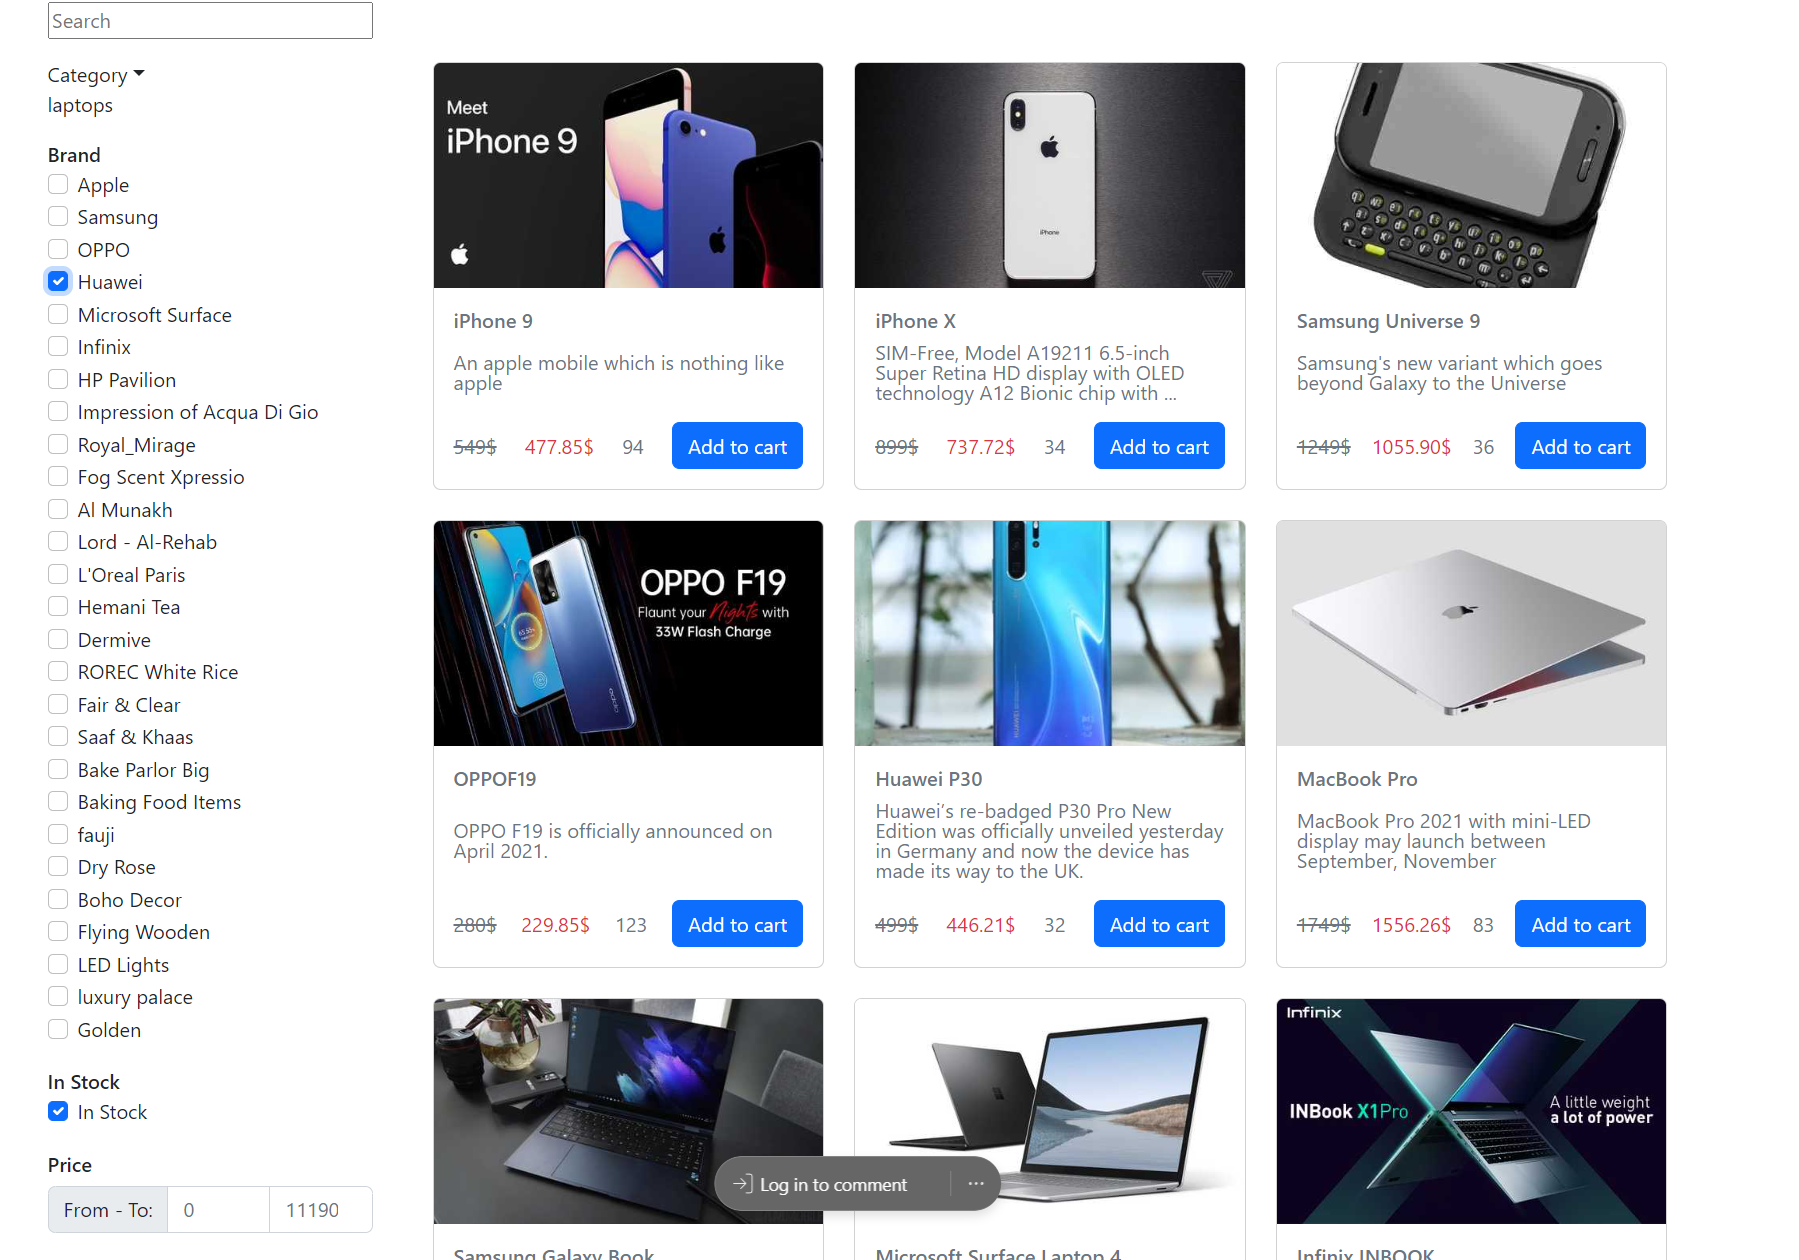 Search
Category
laptops
Brand
Apple
Samsung
OPPO
Huawei
Microsoft Surface
Infinix
HP Pavilion
Impression of Acqua Di Gio
Royal_Mirage
Fog Scent Xpressio
Al Munakh
Lord - Al-Rehab
L'Oreal Paris
Hemani Tea
Dermive
ROREC White Rice
Fair & Clear
Saaf & Khaas
Bake Parlor Big
Baking Food Items
fauji
Dry Rose
Boho Decor
Flying Wooden
LED Lights
luxury palace
Golden
In Stock
In Stock
Price
From - To: 0 11190
Meet
iPhone 9
iPhone 9
An apple mobile which is nothing like
apple
549$ 477.85$ 94 Add to cart
iPhone
iPhone X
SIM-Free, Model A19211 6.5-inch
Super Retina HD display with OLED
technology A12 Bionic chip with ...
899$ 737.72$ 34 Add to cart
Samsung Universe 9
Samsung's new variant which goes
beyond Galaxy to the Universe
1249$ 1055.90$ 36 Add to cart
OPPO F19
Flaunt your Nights with
33W Flash Charge
oppo
OPPOF19
OPPO F19 is officially announced on
April 2021.
280$ 229.85$ 123 Add to cart
HUAWEI
Huawei P30
Huawei’s re-badged P30 Pro New
Edition was officially unveiled yesterday
in Germany and now the device has
made its way to the UK.
499$ 446.21$ 32 Add to cart
MacBook Pro
MacBook Pro 2021 with mini-LED
display may launch between
September, November
1749$ 1556.26$ 83 Add to cart
Samsung Galaxy Book
Microsoft Surface Laptop 4
Infinix
INBook X1Pro
A little weight
a lot of power
Infinix INBOOK
Log in to comment